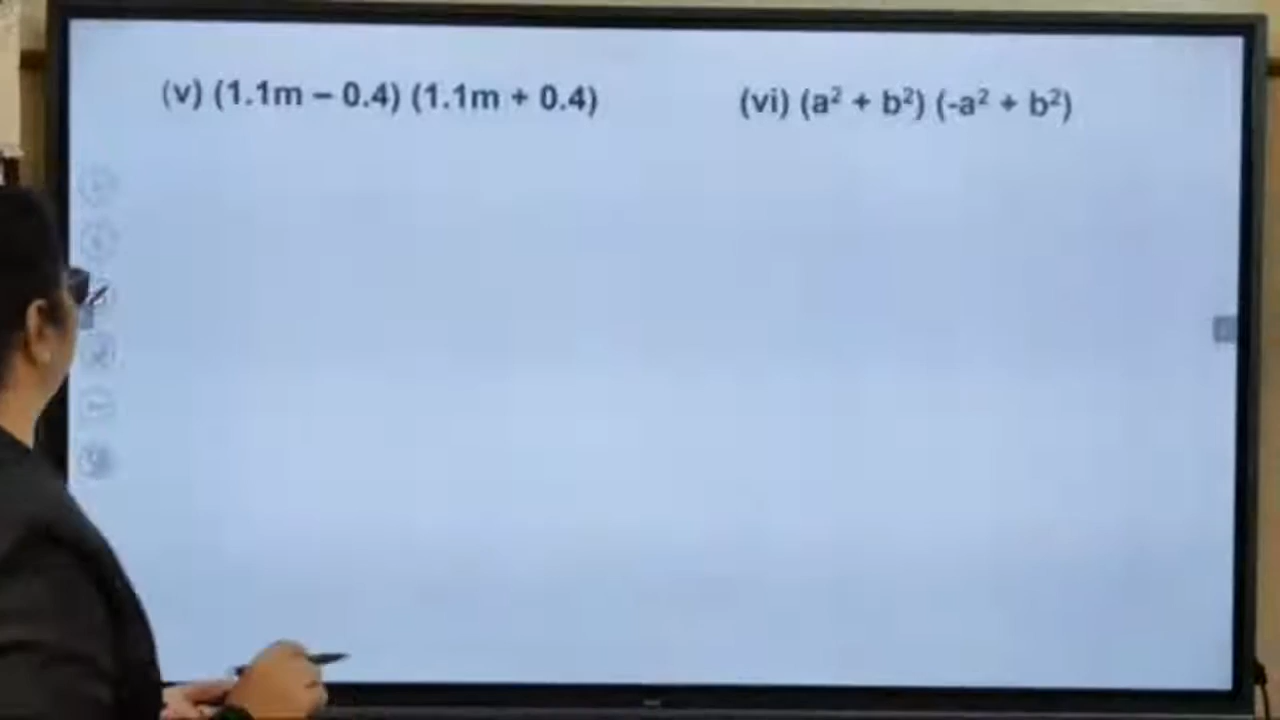 (v) (1.1m – 0.4) (1.1m + 0.4)
(vi) (a² + b²) (-a² + b²)